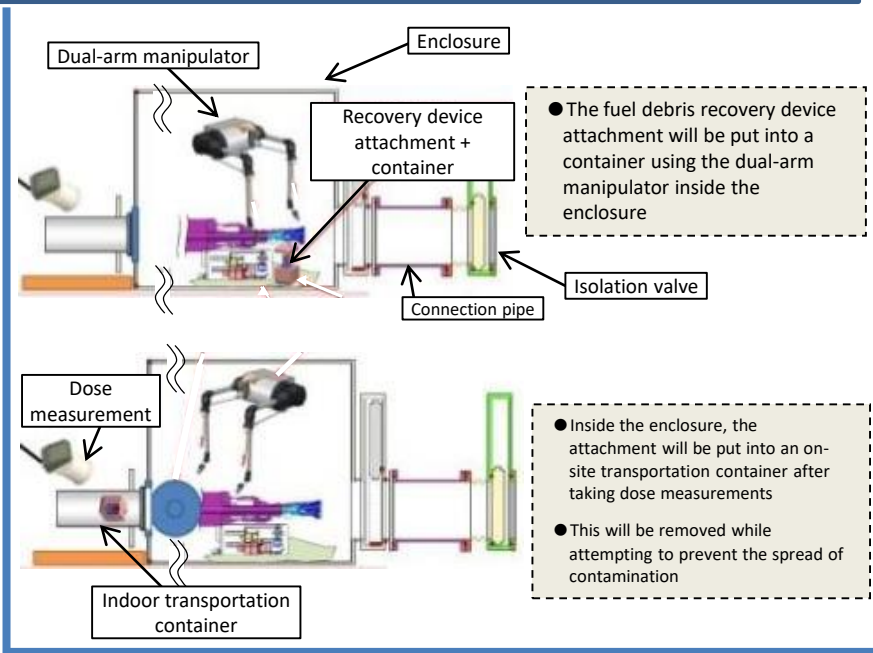 Dual-arm manipulator
Enclosure
Recovery device
attachment +
container
● The fuel debris recovery device
attachment will be put into a
container using the dual-arm
manipulator inside the
enclosure
Isolation valve
Connection pipe
Dose
measurement
● Inside the enclosure, the
attachment will be put into an on-
site transportation container after
taking dose measurements
● This will be removed while
attempting to prevent the spread of
contamination
Indoor transportation
container